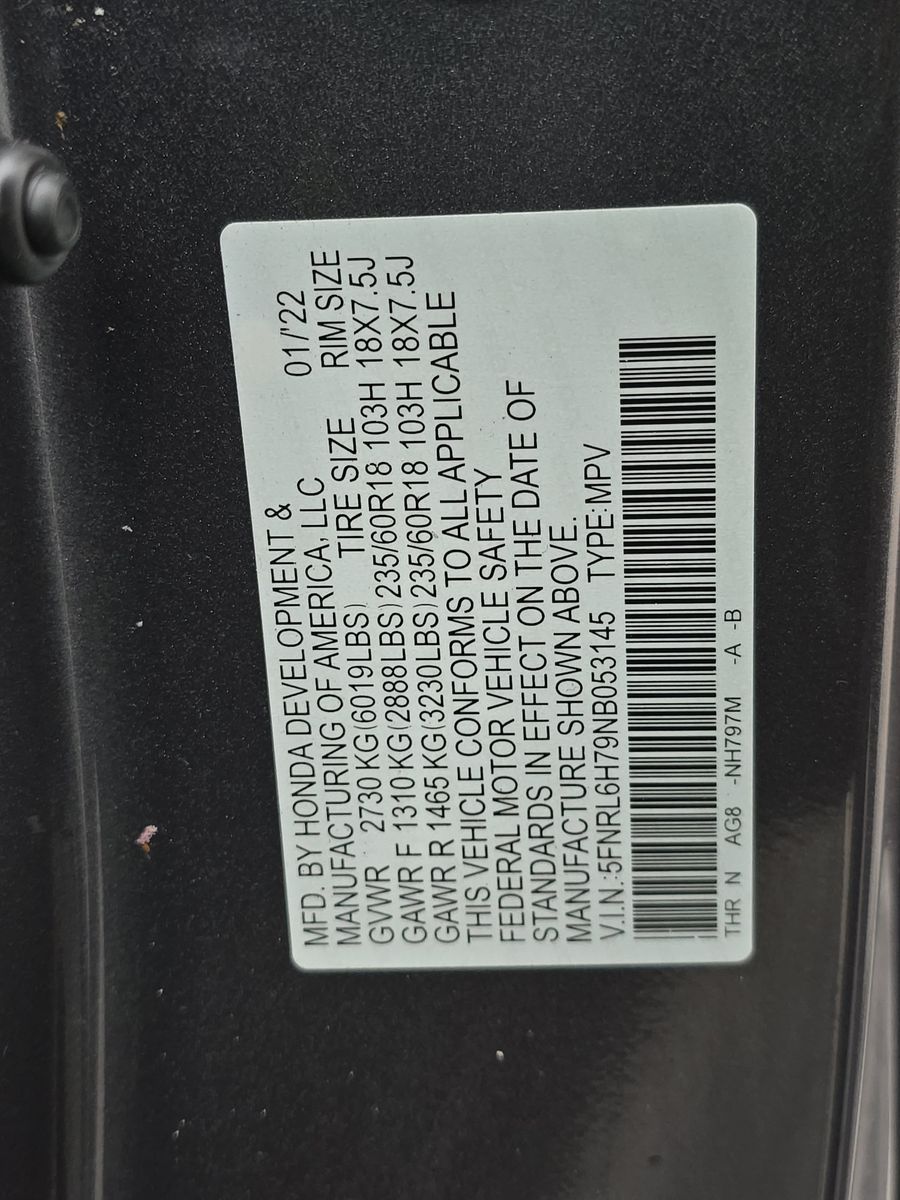 MFD. BY HONDA DEVELOPMENT & 01/'22
MANUFACTURING OF AMERICA, LLC
GVWR 2730 KG(6019LBS) TIRE SIZE RIM SIZE
GAWR F 1310 KG(2888LBS)235/60R18 103H 18X7.5J
GAWR R 1465 KG(3230LBS)235/60R18 103H 18X7.5J
THIS VEHICLE CONFORMS TO ALL APPLICABLE
FEDERAL MOTOR VEHICLE SAFETY
STANDARDS IN EFFECT ON THE DATE OF
MANUFACTURE SHOWN ABOVE.
V.I.N.:5FNRL6H79NB053145 TYPE:MPV
THR N AG8 -NH797M -A -B